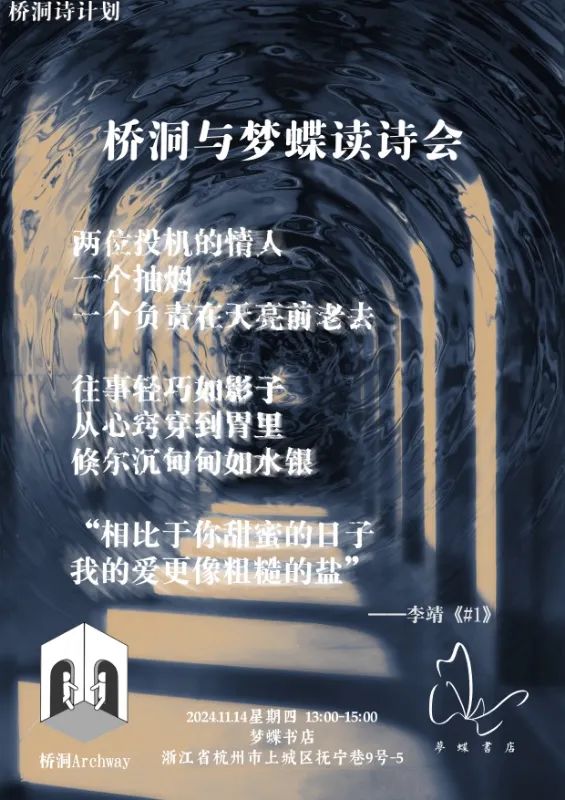 桥洞诗计划
桥洞与梦蝶读诗会
两位投机的情人
一个抽烟
一个负责在天亮前老去
往事轻巧如影子
从心窍穿到胃里
倏尔沉甸甸如水银
“相比于你甜蜜的日子
我的爱更像粗糙的盐”
——李靖《#1》
2024.11.14星期四 13:00-15:00
梦蝶书店
浙江省杭州市上城区抚宁巷9号-5
桥洞Archway
夢蝶書店